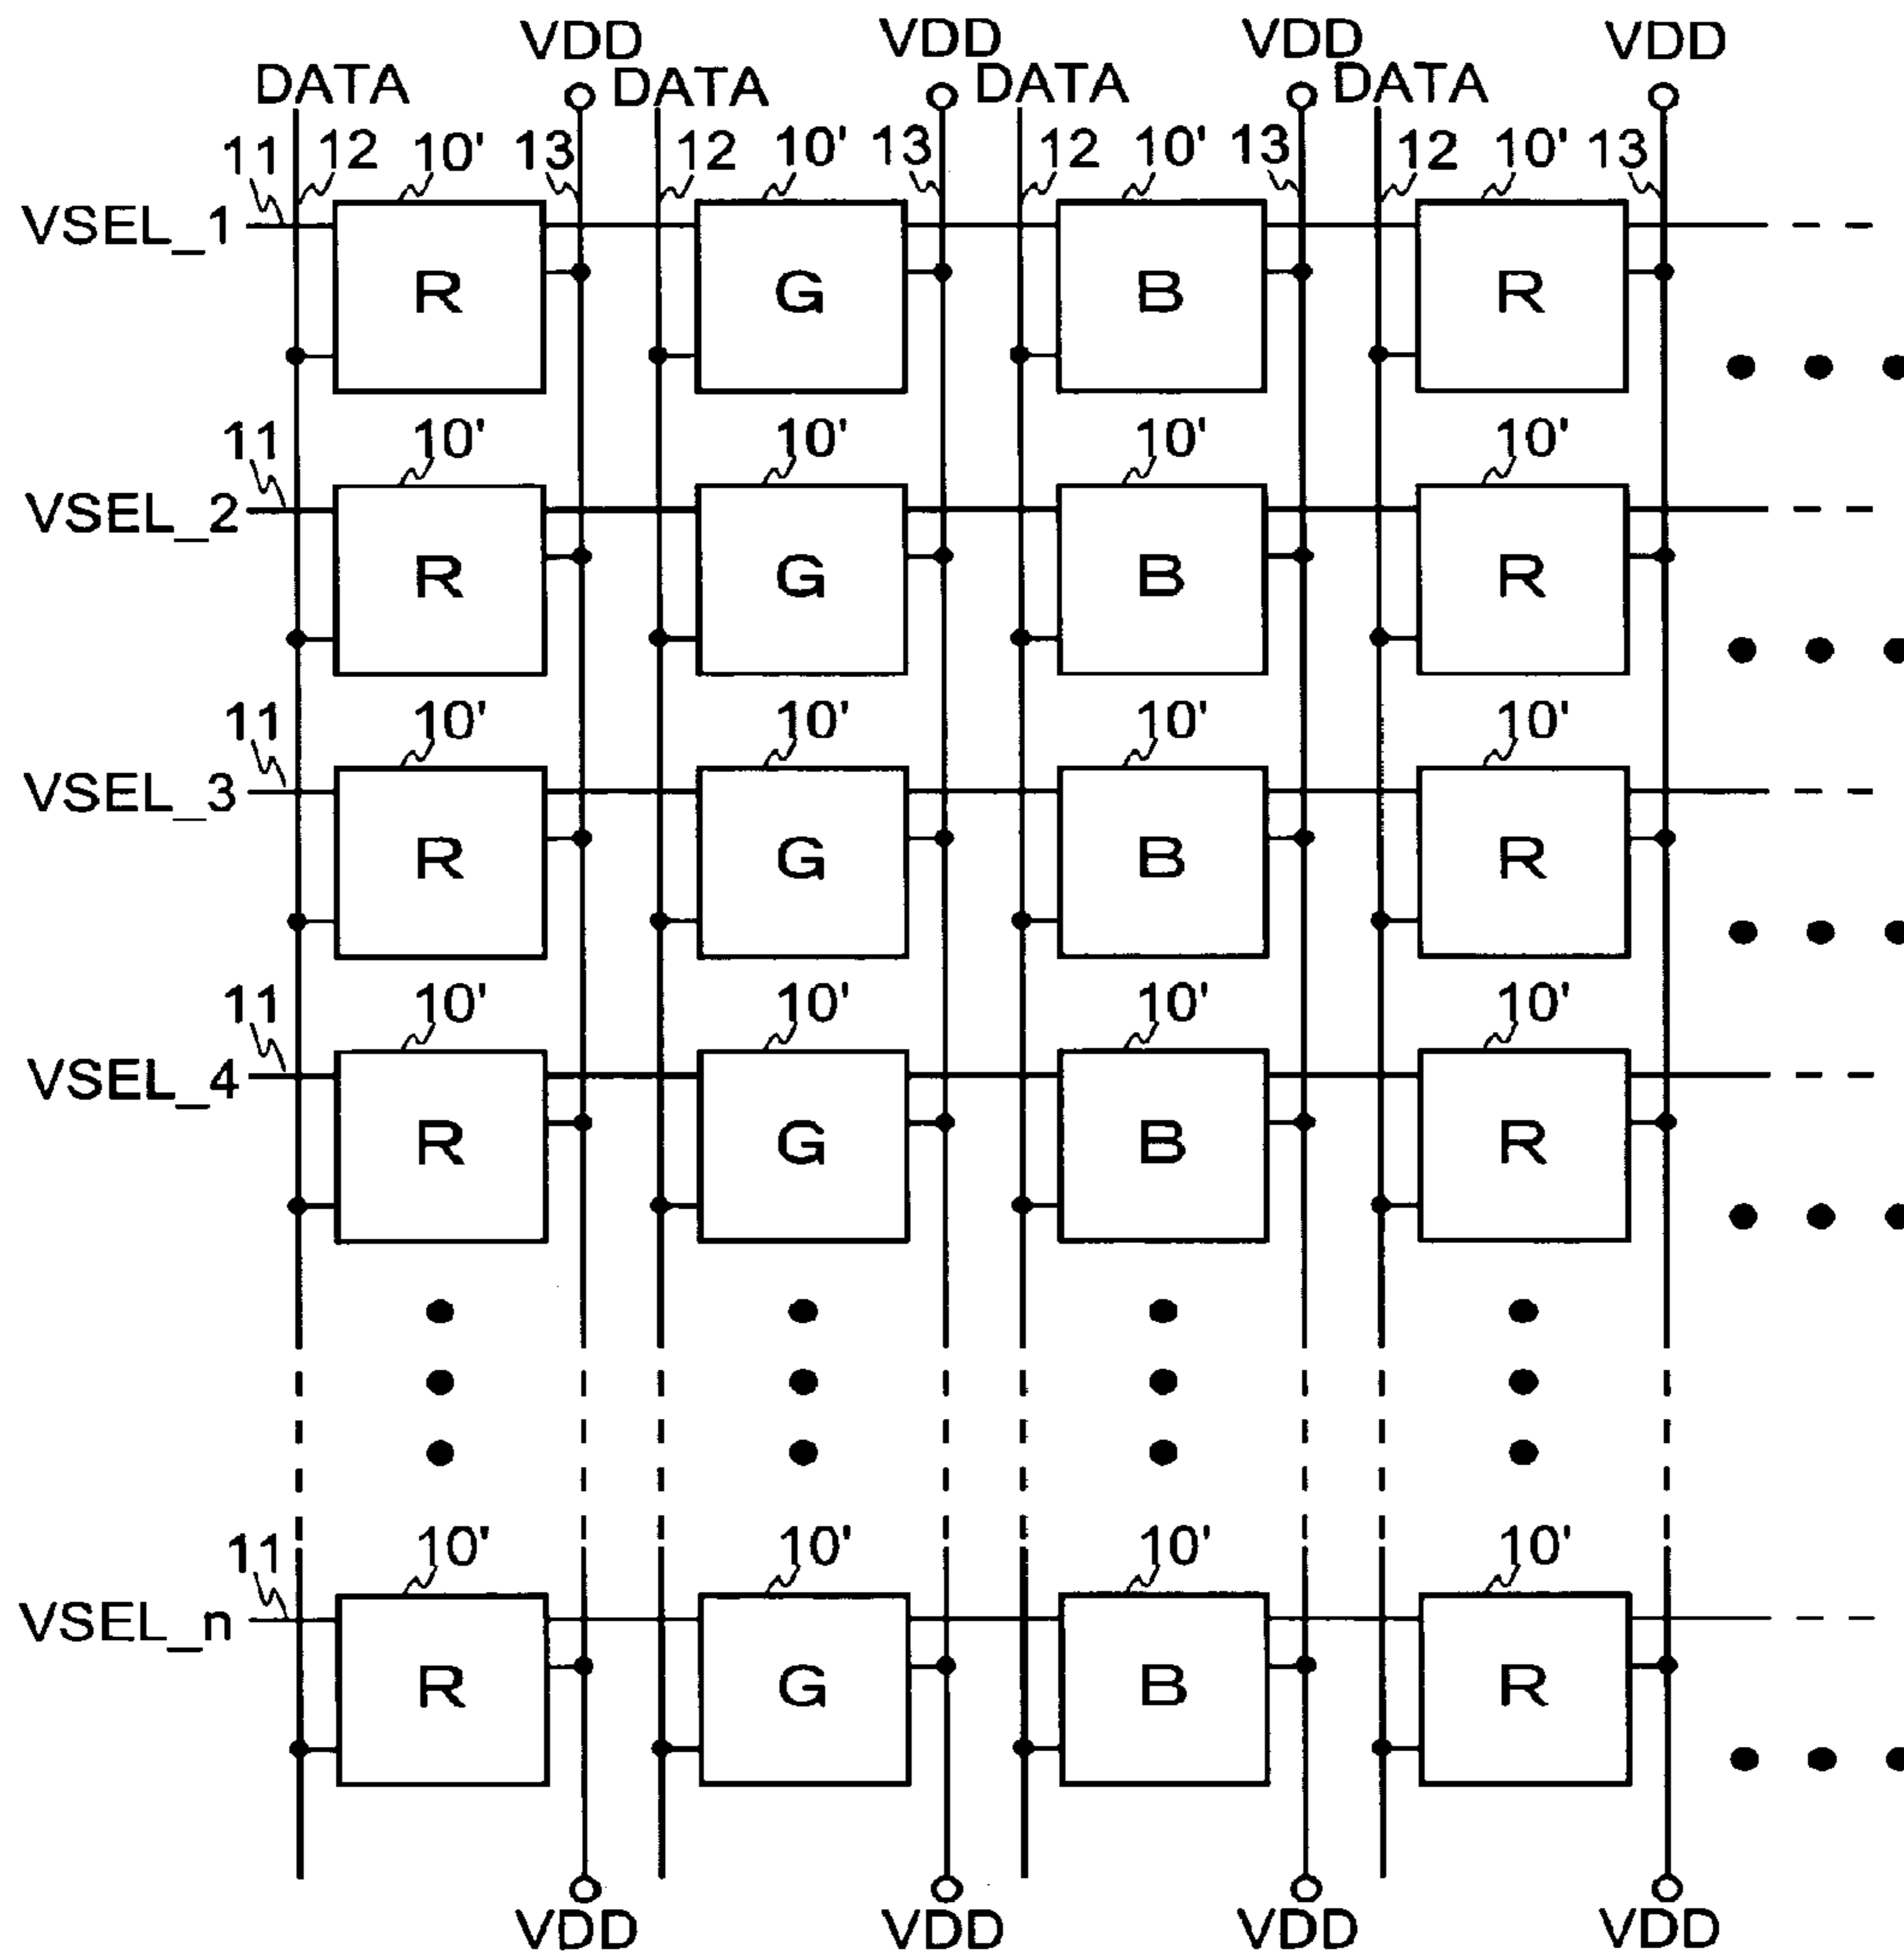 VDD VDD VDD VDD
DATA DATA DATA DATA
11 12 10' 13 12 10' 13 12 10' 13 12 10' 13
VSEL_1
R G B R
11 10' 10' 10' 10'
VSEL_2
R G B R
11 10' 10' 10' 10'
VSEL_3
R G B R
11 10' 10' 10' 10'
VSEL_4
R G B R
11 10' 10' 10' 10'
VSEL_n
R G B R
VDD VDD VDD VDD